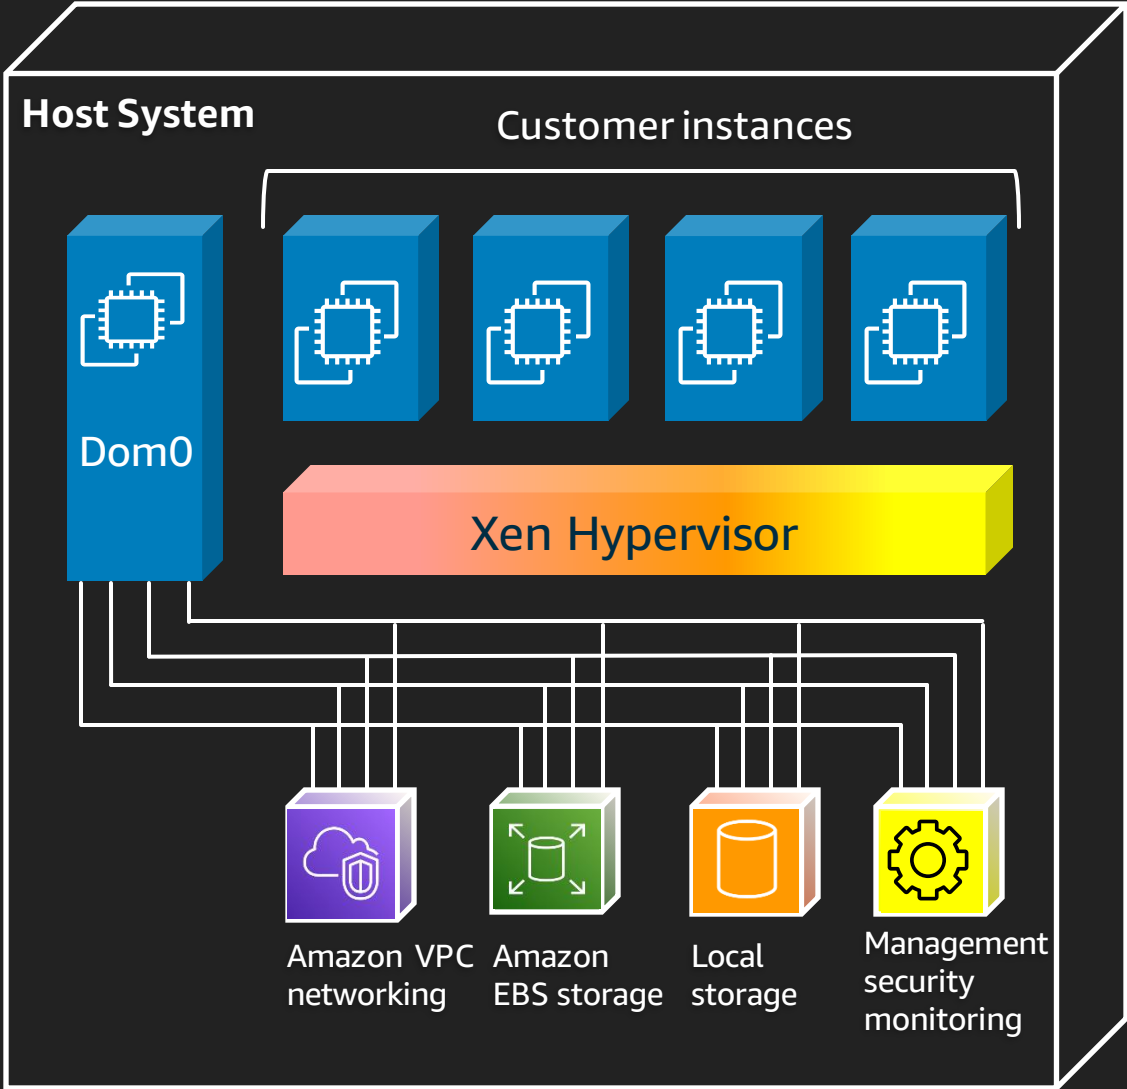 Host System
Customer instances
Dom0
Xen Hypervisor
Amazon VPC
networking
Amazon
EBS storage
Local
storage
Management
security
monitoring